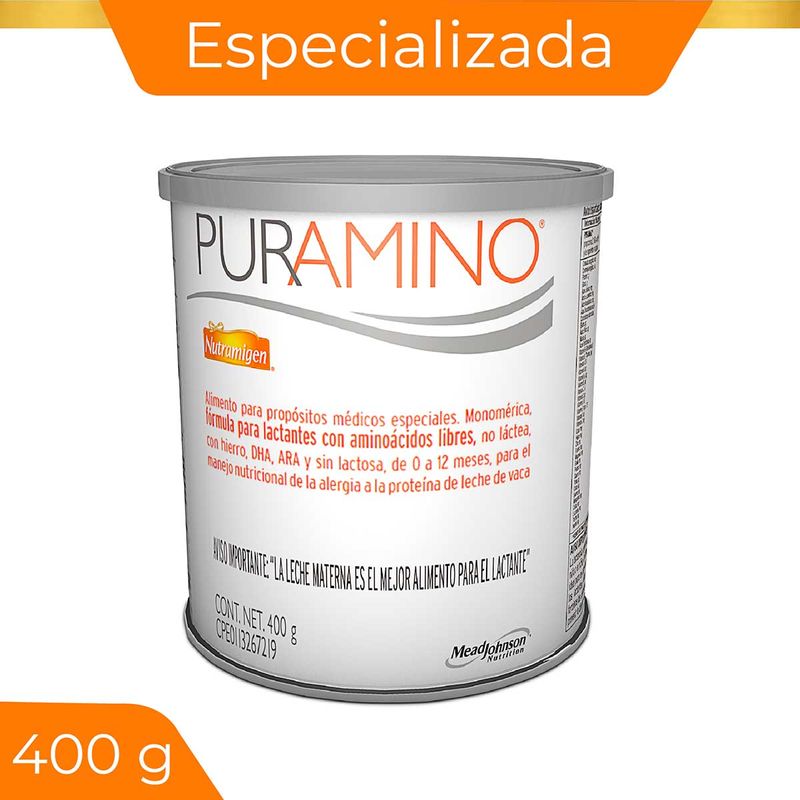 Especializada
PURAMINO®
Nutramigen®
Alimento para propósitos médicos especiales. Monomérica,
fórmula para lactantes con aminoácidos libres, no láctea,
con hierro, DHA, ARA y sin lactosa, de 0 a 12 meses, para el
manejo nutricional de la alergia a la proteína de leche de vaca
AVISO IMPORTANTE: "LA LECHE MATERNA ES EL MEJOR ALIMENTO PARA EL LACTANTE"
CONT. NET. 400 g
CPE0113267219
MeadJohnson
Nutrition
400 g